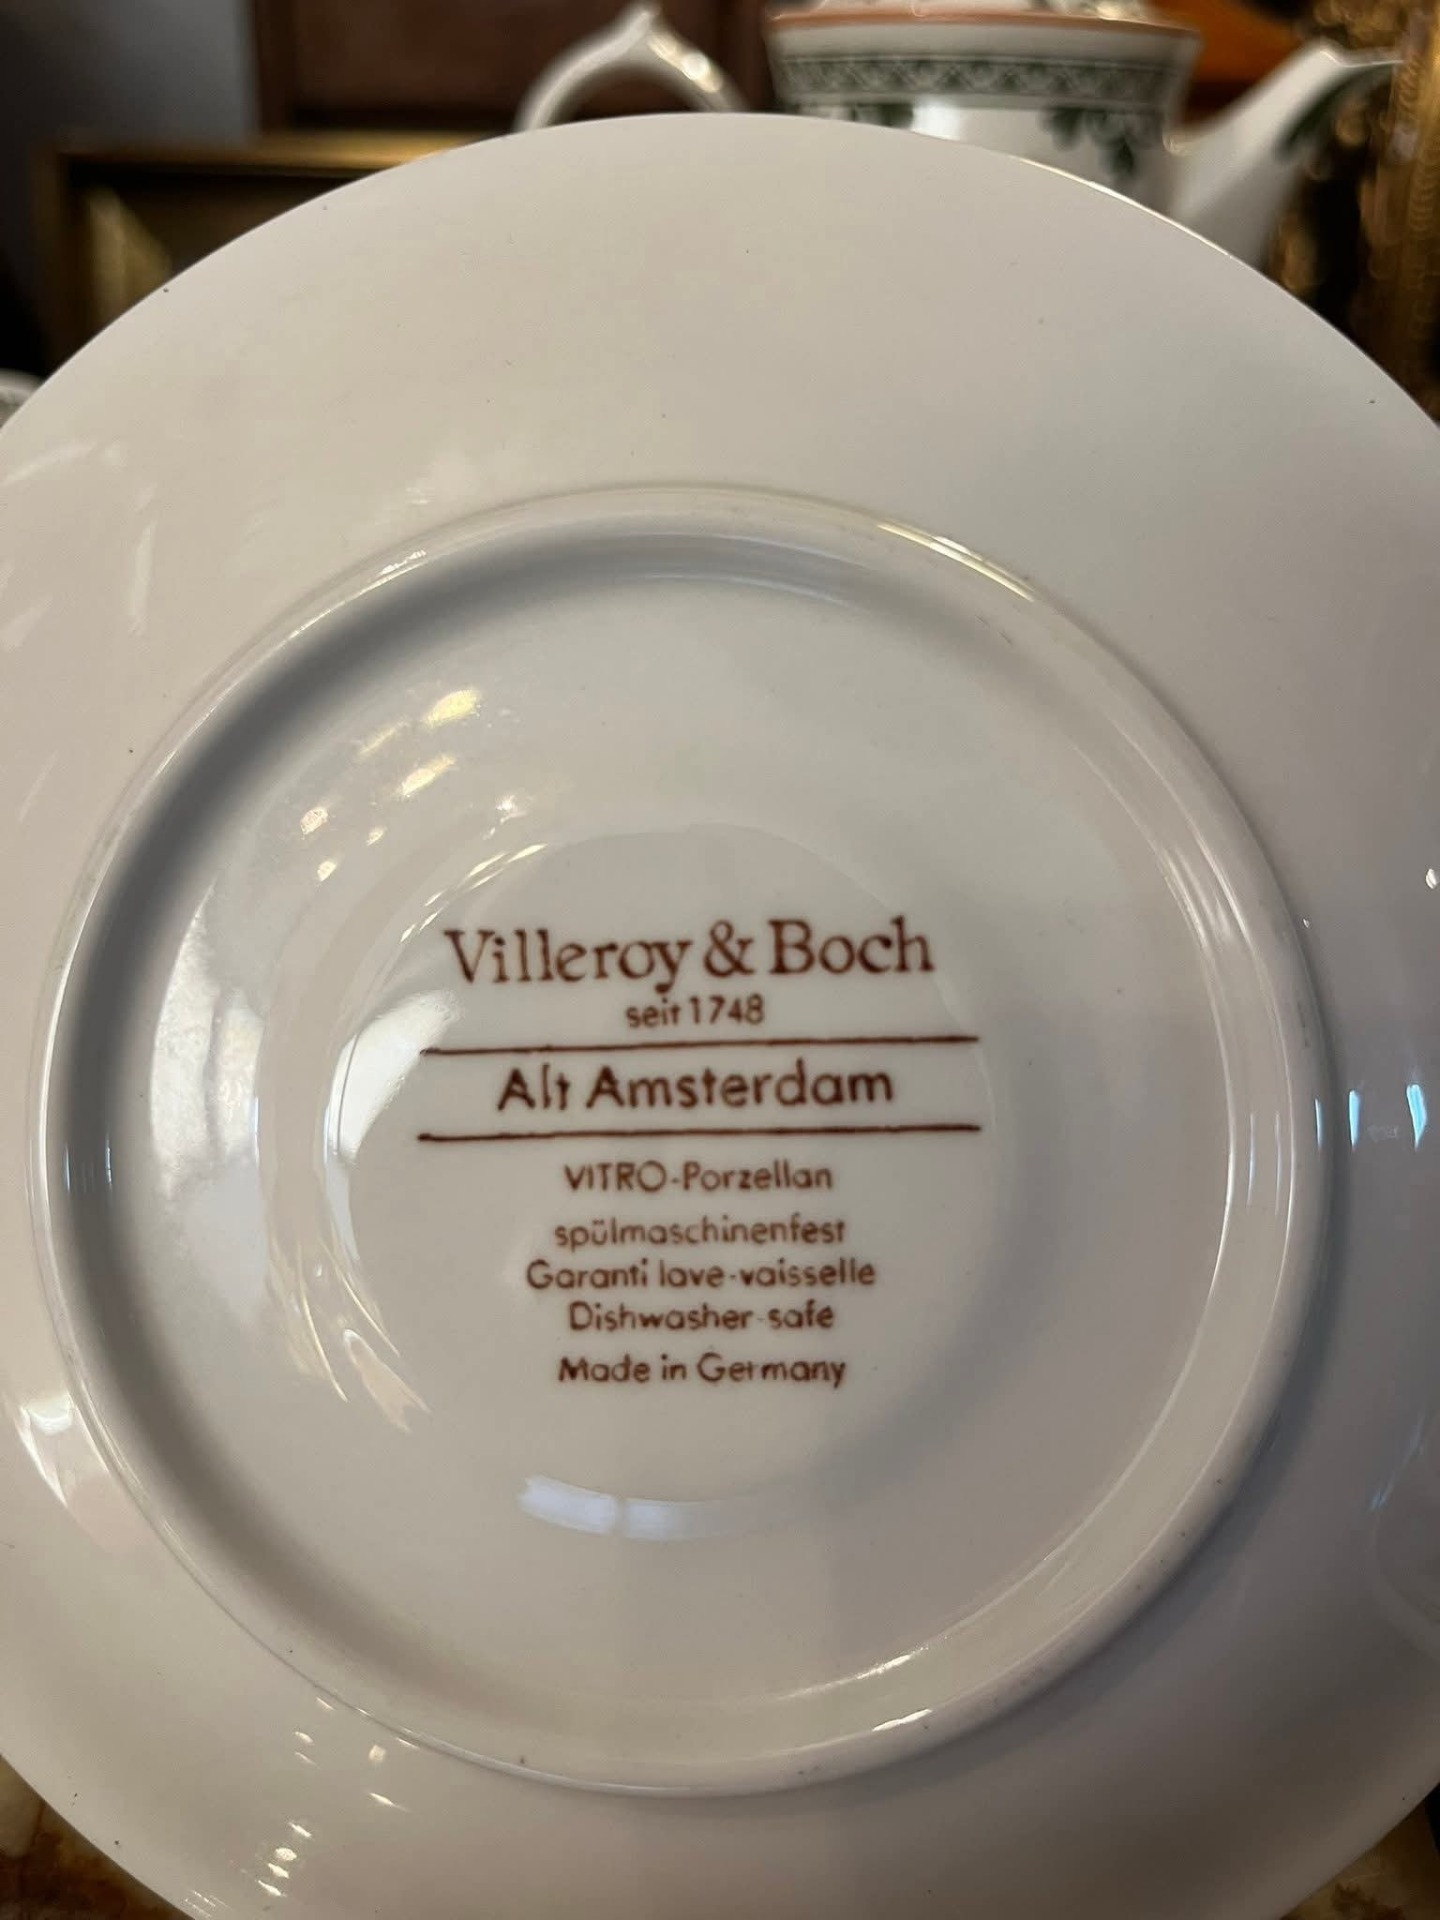 Villeroy & Boch
seit 1748
Alt Amsterdam
VITRO-Porzellan
spülmaschinenfest
Garanti lave-vaisselle
Dishwasher-safe
Made in Germany